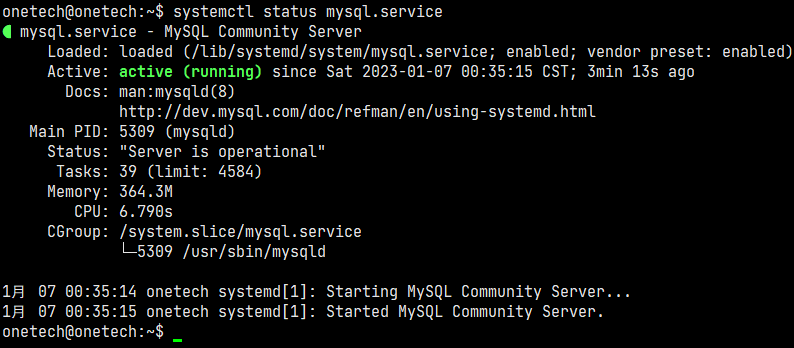 onetech@onetech:~$ systemctl status mysql.service
● mysql.service - MySQL Community Server
Loaded: loaded (/lib/systemd/system/mysql.service; enabled; vendor preset: enabled)
Active: active (running) since Sat 2023-01-07 00:35:15 CST; 3min 13s ago
Docs: man:mysqld(8)
http://dev.mysql.com/doc/refman/en/using-systemd.html
Main PID: 5309 (mysqld)
Status: "Server is operational"
Tasks: 39 (limit: 4584)
Memory: 364.3M
CPU: 6.790s
CGroup: /system.slice/mysql.service
└─5309 /usr/sbin/mysqld
1月 07 00:35:14 onetech systemd[1]: Starting MySQL Community Server...
1月 07 00:35:15 onetech systemd[1]: Started MySQL Community Server.
onetech@onetech:~$